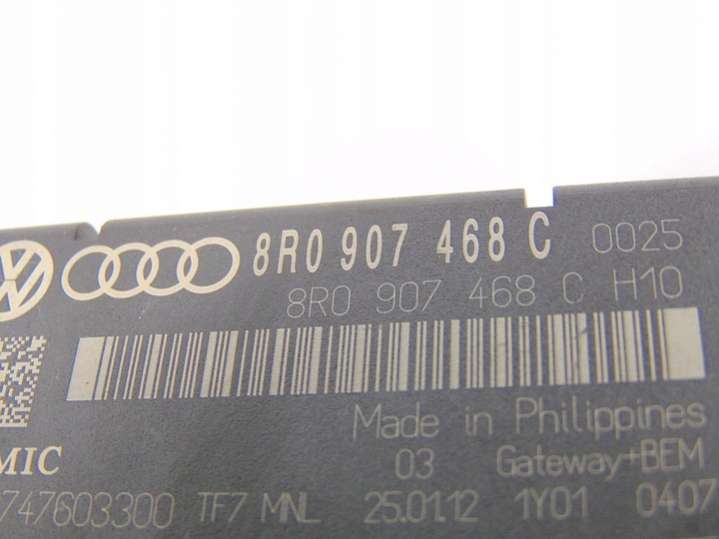 8R0 907 468 C 0025
8R0 907 468 C H10
Made in Philippines
MIC 03 Gateway+BEM
747603300 TF7 MNL 25.01.12 1Y01 0407